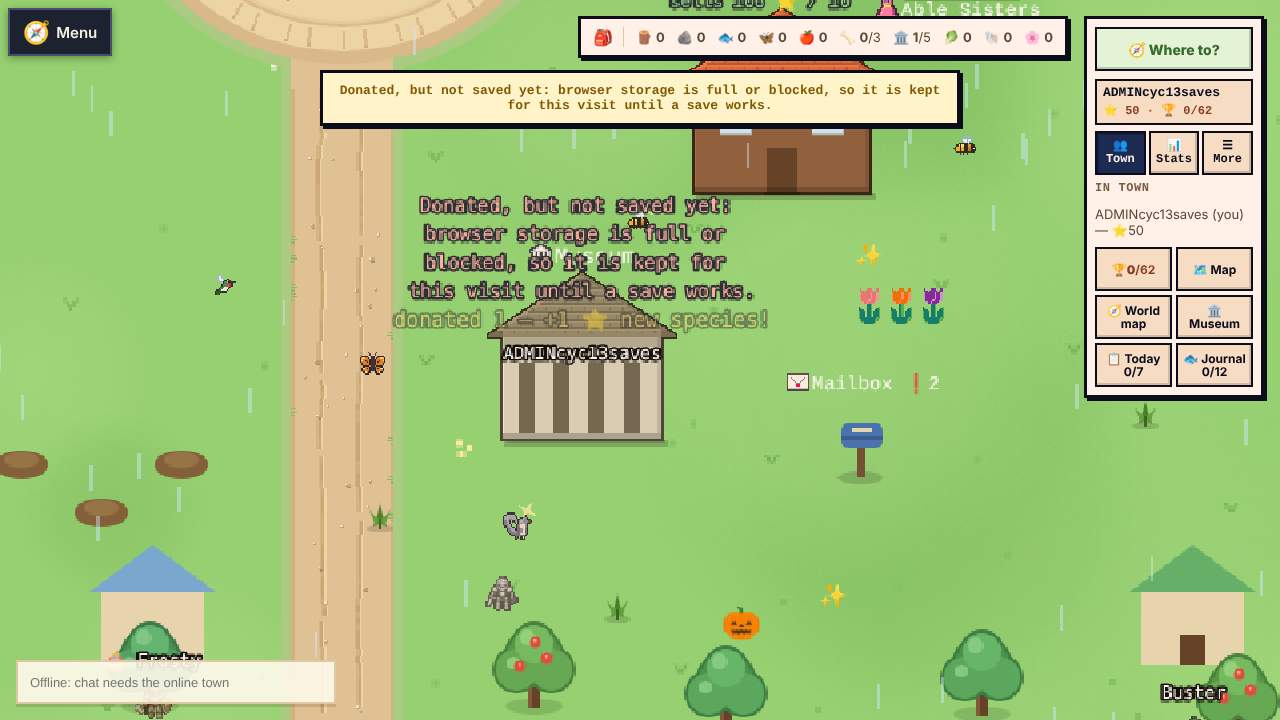 Menu
Able Sisters
0 0 0 0 0 0/3 1/5 0 0 0
Where to?
Donated, but not saved yet: browser storage is full or blocked, so it is kept
for this visit until a save works.
ADMINcyc13saves
50 · 0/62
Town
Stats
More
IN TOWN
ADMINcyc13saves (you)
— 50
0/62
Map
World
map
Museum
Today
0/7
Journal
0/12
Donated, but not saved yet:
browser storage is full or
Museum
blocked, so it is kept for
this visit until a save works.
donated 1 — +1 new species!
ADMINcyc13saves
Mailbox ❗2
Frosty
Offline: chat needs the online town
Buster